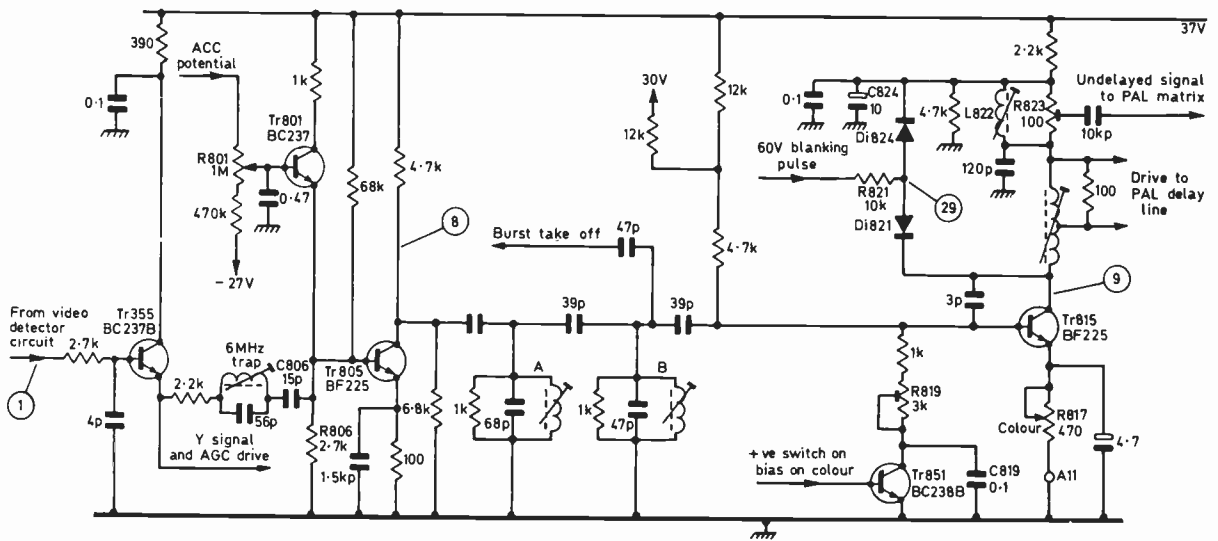 37V
390
ACC
potential
0·1
1k
Tr801
BC237
R801
1M
0·47
470k
−27V
68k
4.7k
8
30V
12k
12k
4.7k
Burst take off
47p
0·1
C824
10
4.7k
L822
2·2k
R823
100
Undelayed signal
to PAL matrix
10kp
Di824
60V blanking
pulse
R821
10k
29
Di821
120p
100
Drive to
PAL delay
line
3p
9
From video
detector
circuit
1
2·7k
Tr355
BC237B
4p
2·2k
6MHz
trap
56p
C806
15p
Y signal
and AGC drive
Tr805
BF225
R806
2·7k
1·5kp
100
6·8k
39p
39p
A
1k
68p
B
1k
47p
Tr815
BF225
1k
R819
3k
+ve switch on
bias on colour
Tr851
BC238B
C819
0·1
R817
470
Colour
4·7
A11